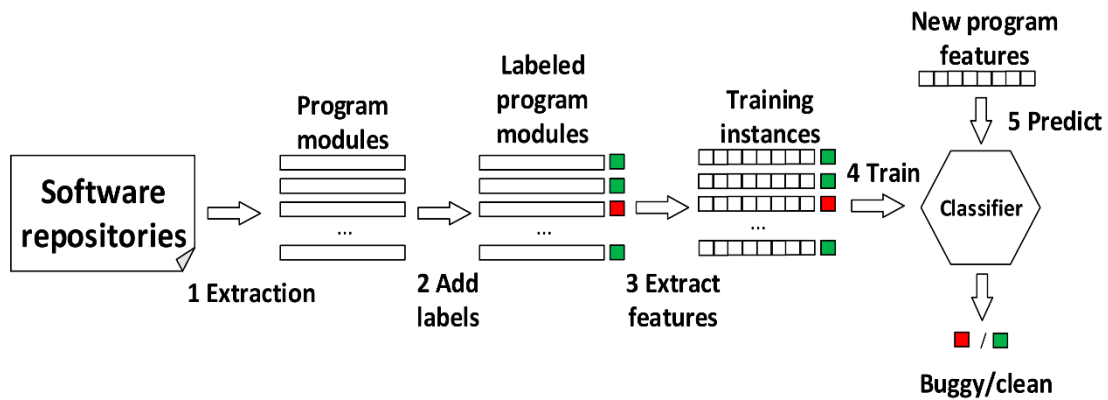 New program
features
Labeled
program
modules
Program
modules
Training
instances
5 Predict
4 Train
Software
repositories
Classifier
...
...
...
...
1 Extraction
2 Add
labels
3 Extract
features
/
Buggy/clean